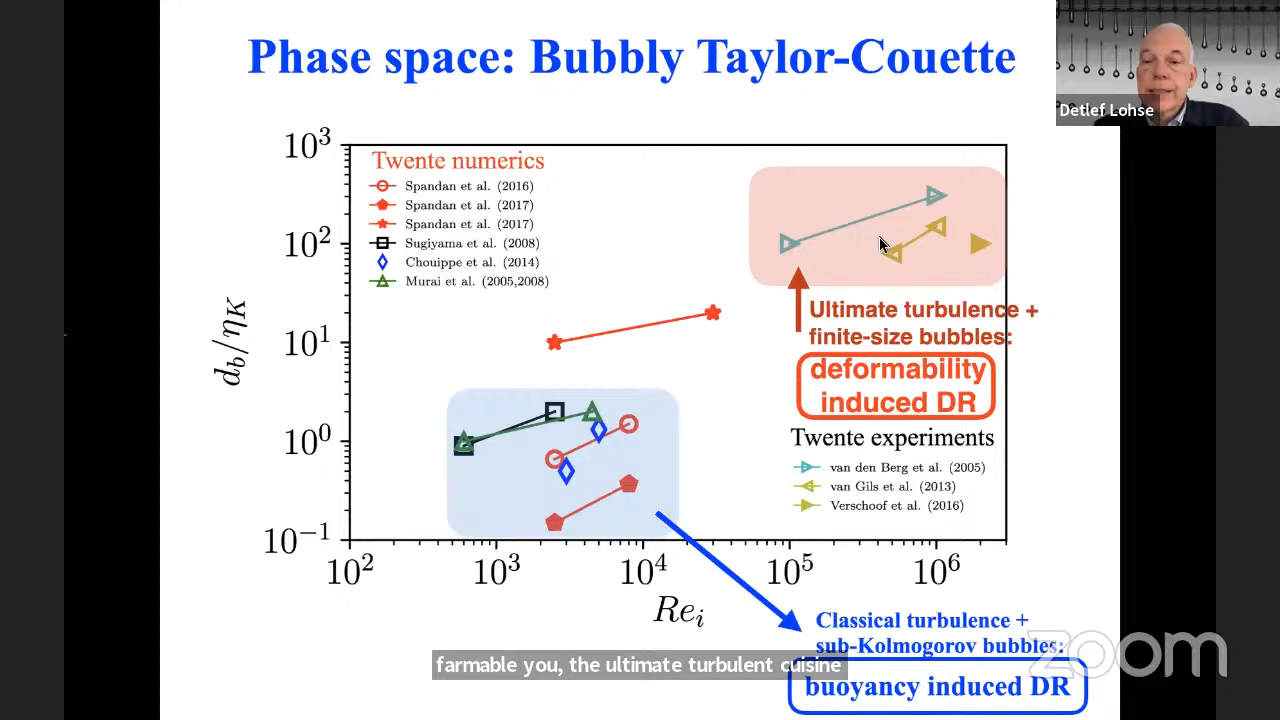 Phase space: Bubbly Taylor-Couette
Detlef Lohse
10³
10²
10¹
10⁰
10⁻¹
d_b/η_K
Twente numerics
Spandan et al. (2016)
Spandan et al. (2017)
Spandan et al. (2017)
Sugiyama et al. (2008)
Chouippe et al. (2014)
Murai et al. (2005,2008)
Ultimate turbulence +
finite-size bubbles:
deformability
induced DR
Twente experiments
van den Berg et al. (2005)
van Gils et al. (2013)
Verschoof et al. (2016)
10² 10³ 10⁴ 10⁵ 10⁶
Re_i
Classical turbulence +
sub-Kolmogorov bubbles:
buoyancy induced DR
farmable you, the ultimate turbulent cuisine
zoom